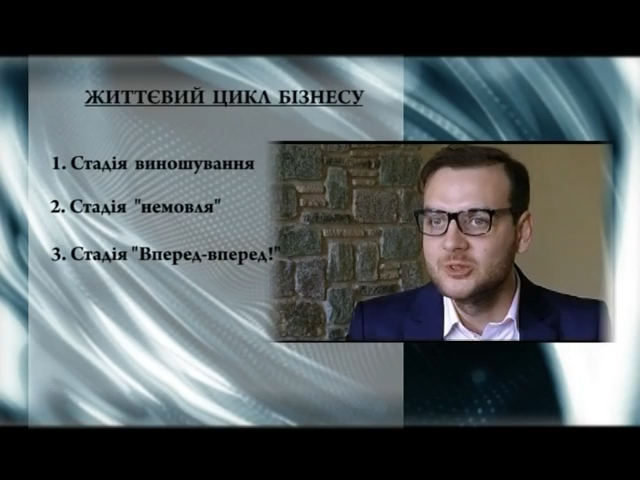 ЖИТТЄВИЙ ЦИКЛ БІЗНЕСУ
1. Стадія виношування
2. Стадія "немовля"
3. Стадія "Вперед-вперед!"